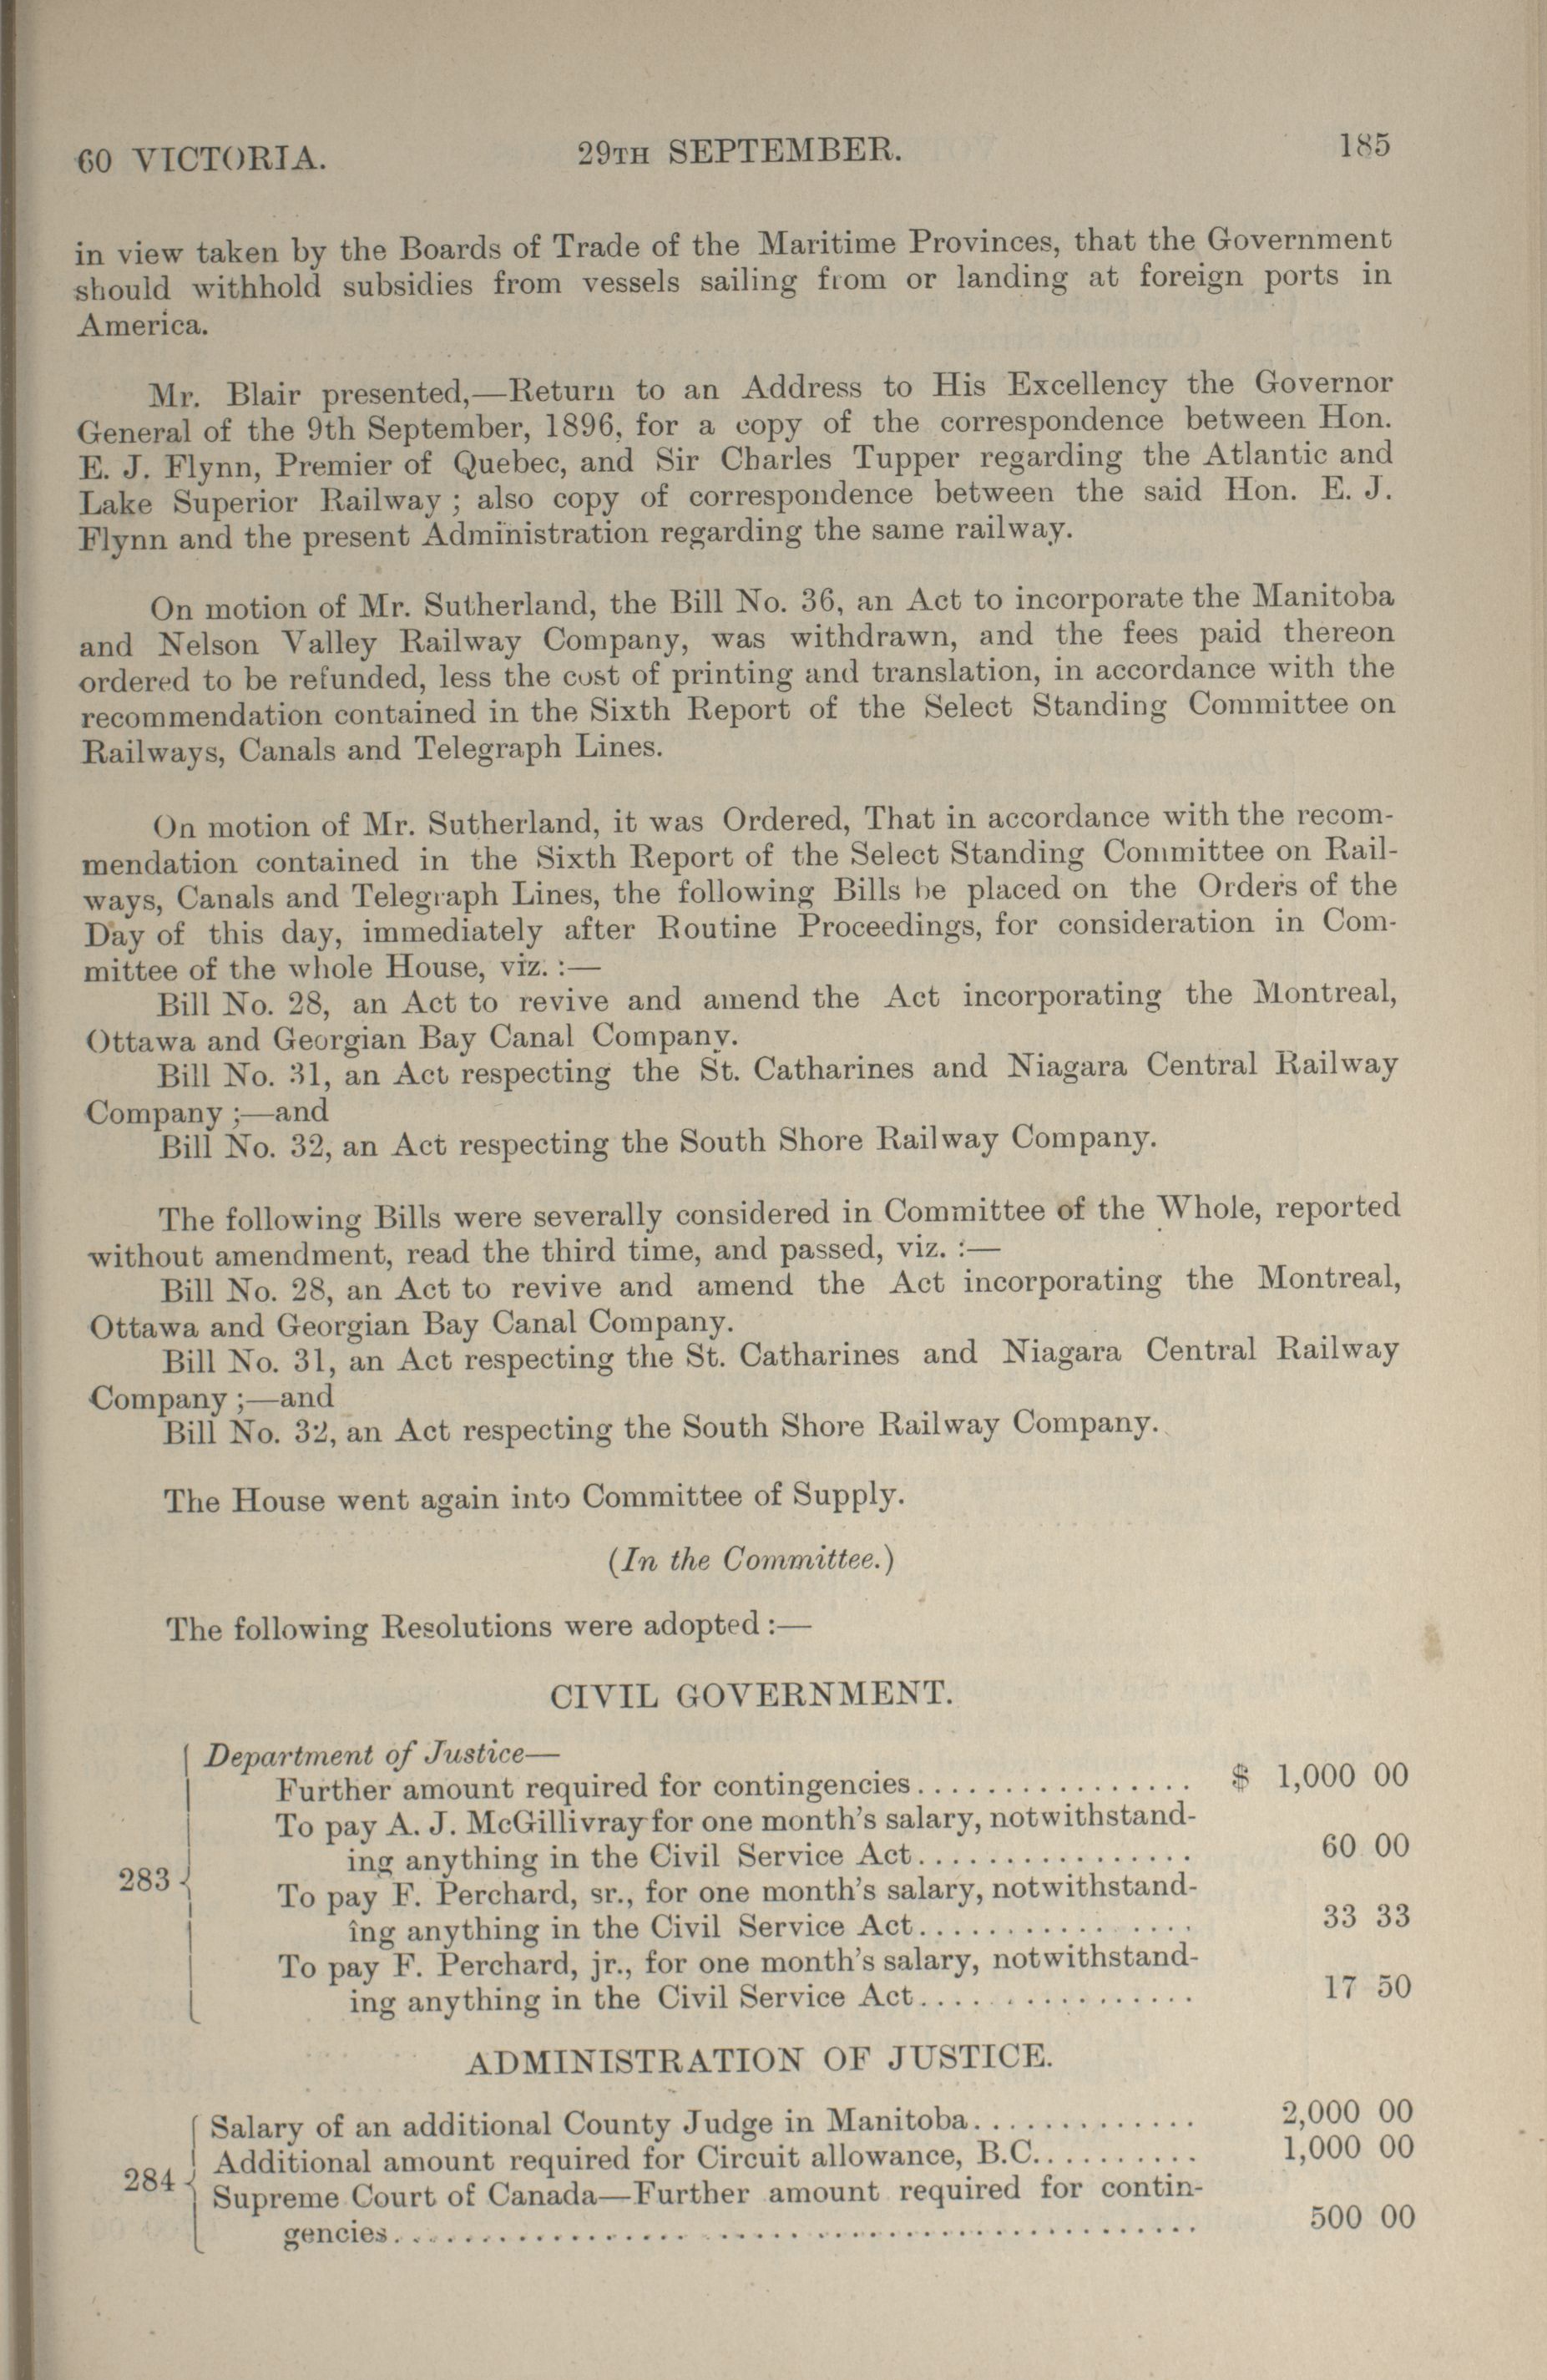 60 VICTORIA. 29TH SEPTEMBER. 185
in view taken by the Boards of Trade of the Maritime Provinces, that the Government
should withhold subsidies from vessels sailing from or landing at foreign ports in
America.
Mr. Blair presented,—Return to an Address to His Excellency the Governor
General of the 9th September, 1896, for a copy of the correspondence between Hon.
E. J. Flynn, Premier of Quebec, and Sir Charles Tupper regarding the Atlantic and
Lake Superior Railway ; also copy of correspondence between the said Hon. E. J.
Flynn and the present Administration regarding the same railway.
On motion of Mr. Sutherland, the Bill No. 36, an Act to incorporate the Manitoba
and Nelson Valley Railway Company, was withdrawn, and the fees paid thereon
ordered to be refunded, less the cost of printing and translation, in accordance with the
recommendation contained in the Sixth Report of the Select Standing Committee on
Railways, Canals and Telegraph Lines.
On motion of Mr. Sutherland, it was Ordered, That in accordance with the recom-
mendation contained in the Sixth Report of the Select Standing Committee on Rail-
ways, Canals and Telegraph Lines, the following Bills be placed on the Orders of the
Day of this day, immediately after Routine Proceedings, for consideration in Com-
mittee of the whole House, viz. :—
Bill No. 28, an Act to revive and amend the Act incorporating the Montreal,
Ottawa and Georgian Bay Canal Company.
Bill No. 31, an Act respecting the St. Catharines and Niagara Central Railway
Company ;—and
Bill No. 32, an Act respecting the South Shore Railway Company.
The following Bills were severally considered in Committee of the Whole, reported
without amendment, read the third time, and passed, viz. :—
Bill No. 28, an Act to revive and amend the Act incorporating the Montreal,
Ottawa and Georgian Bay Canal Company.
Bill No. 31, an Act respecting the St. Catharines and Niagara Central Railway
Company ;—and
Bill No. 32, an Act respecting the South Shore Railway Company.
The House went again into Committee of Supply.
(In the Committee.)
The following Resolutions were adopted :—
CIVIL GOVERNMENT.
Department of Justice—
Further amount required for contingencies................ $ 1,000 00
To pay A. J. McGillivray for one month's salary, notwithstand-
ing anything in the Civil Service Act................ 60 00
283
To pay F. Perchard, sr., for one month's salary, notwithstand-
ing anything in the Civil Service Act................ 33 33
To pay F. Perchard, jr., for one month's salary, notwithstand-
ing anything in the Civil Service Act................ 17 50
ADMINISTRATION OF JUSTICE.
Salary of an additional County Judge in Manitoba............. 2,000 00
Additional amount required for Circuit allowance, B.C.......... 1,000 00
284
Supreme Court of Canada—Further amount required for contin-
gencies............................................. 500 00